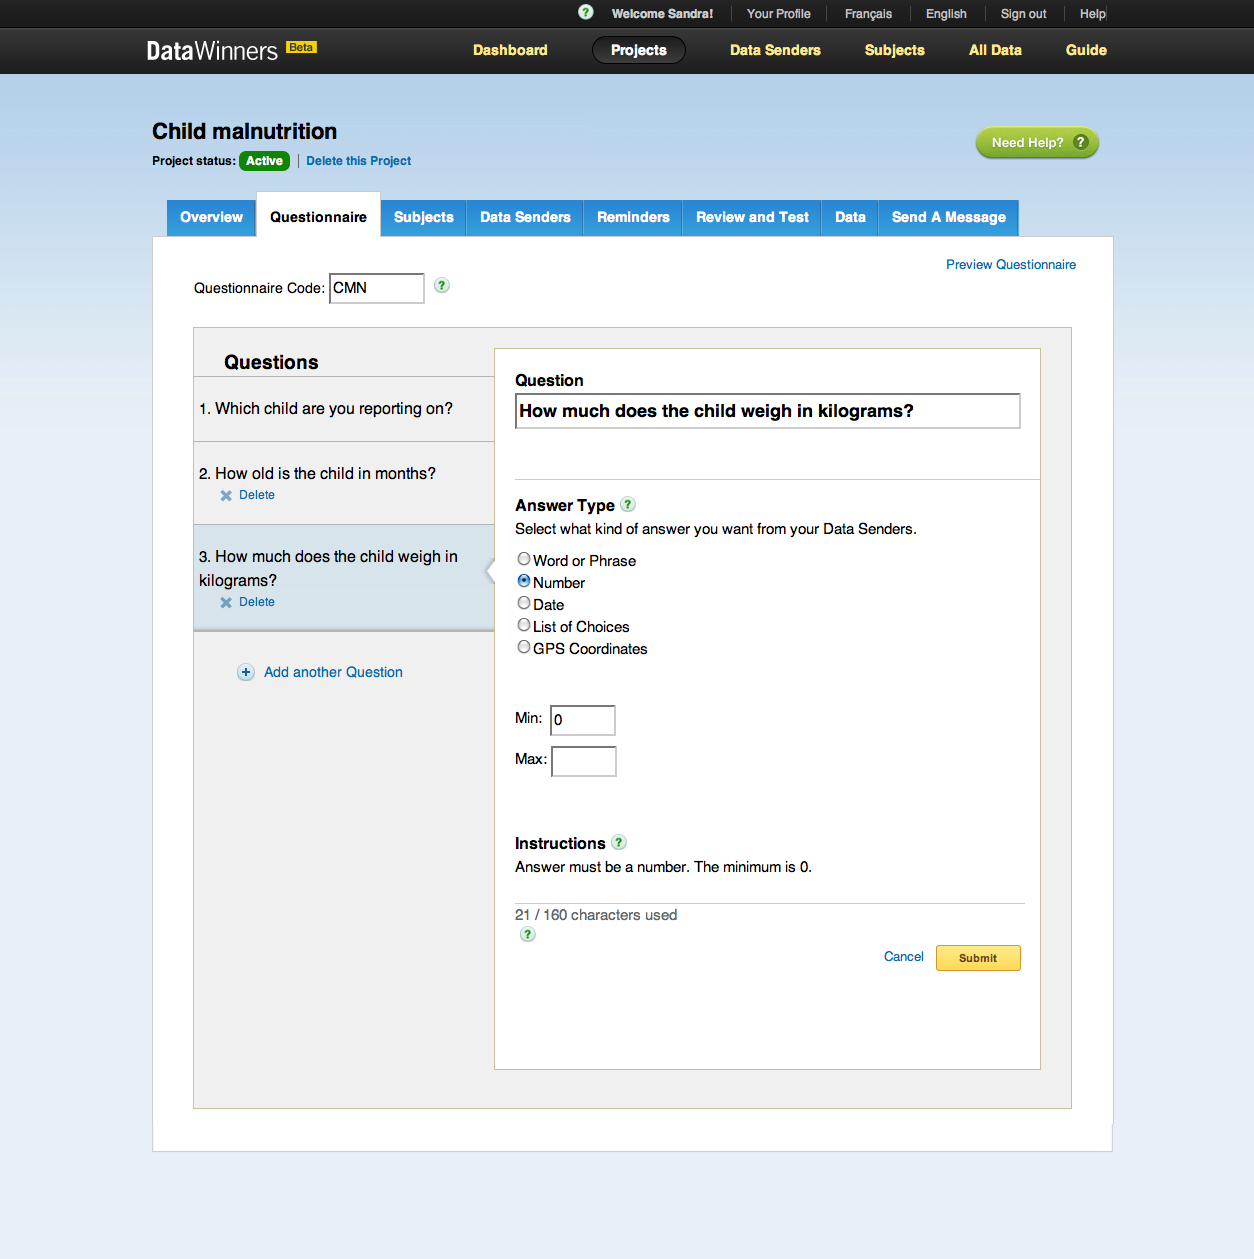 ? Welcome Sandra! Your Profile Français English Sign out Help
DataWinners Beta Dashboard Projects Data Senders Subjects All Data Guide
Child malnutrition
Need Help? ?
Project status: Active Delete this Project
Overview Questionnaire Subjects Data Senders Reminders Review and Test Data Send A Message
Preview Questionnaire
Questionnaire Code: CMN ?
Questions
1. Which child are you reporting on?
2. How old is the child in months?
Delete
3. How much does the child weigh in
kilograms?
Delete
+ Add another Question
Question
How much does the child weigh in kilograms?
Answer Type ?
Select what kind of answer you want from your Data Senders.
Word or Phrase
Number
Date
List of Choices
GPS Coordinates
Min: 0
Max:
Instructions ?
Answer must be a number. The minimum is 0.
21 / 160 characters used
?
Cancel Submit